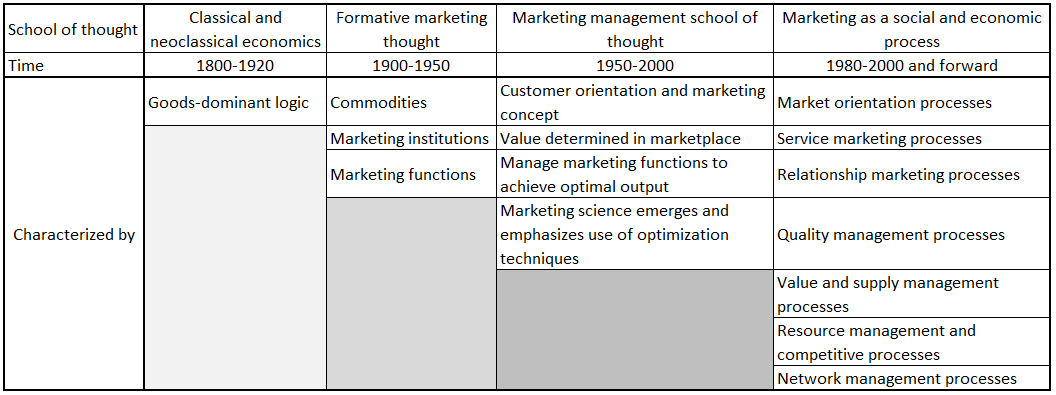 School of thought
Classical and
neoclassical economics
Formative marketing
thought
Marketing management school of
thought
Marketing as a social and economic
process
Time
1800-1920
1900-1950
1950-2000
1980-2000 and forward
Characterized by
Goods-dominant logic
Commodities
Customer orientation and marketing
concept
Market orientation processes
Marketing institutions
Value determined in marketplace
Service marketing processes
Marketing functions
Manage marketing functions to
achieve optimal output
Relationship marketing processes
Marketing science emerges and
emphasizes use of optimization
techniques
Quality management processes
Value and supply management
processes
Resource management and
competitive processes
Network management processes